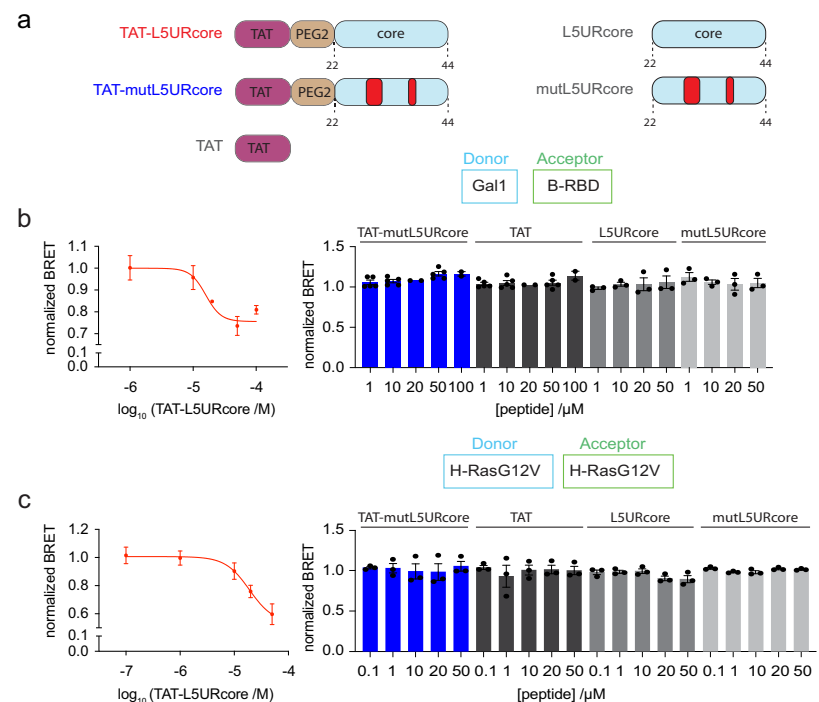 a
TAT-L5URcore TAT PEG2 core L5URcore core
22 44 22 44
TAT-mutL5URcore TAT PEG2 mutL5URcore
22 44 22 44
TAT TAT
Donor Acceptor
Gal1 B-RBD
b
TAT-mutL5URcore TAT L5URcore mutL5URcore
normalized BRET
1.1
1.0
0.9
0.8
0.7
0.1
0.0
-6 -5 -4
log10 (TAT-L5URcore /M)
normalized BRET
1.5
1.0
0.5
0.0
1 10 20 50 100 1 10 20 50 100 1 10 20 50 1 10 20 50
[peptide] /µM
Donor Acceptor
H-RasG12V H-RasG12V
c
TAT-mutL5URcore TAT L5URcore mutL5URcore
normalized BRET
1.2
1.0
0.8
0.6
0.1
0.0
-7 -6 -5 -4
log10 (TAT-L5URcore /M)
normalized BRET
1.5
1.0
0.5
0.0
0.1 1 10 20 50 0.1 1 10 20 50 0.1 1 10 20 50 0.1 1 10 20 50
[peptide] /µM